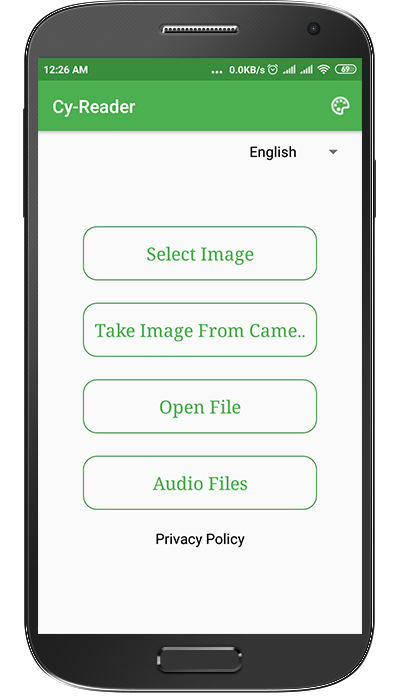 12:26 AM ... 0.0KB/s 69
Cy-Reader
English
Select Image
Take Image From Came..
Open File
Audio Files
Privacy Policy